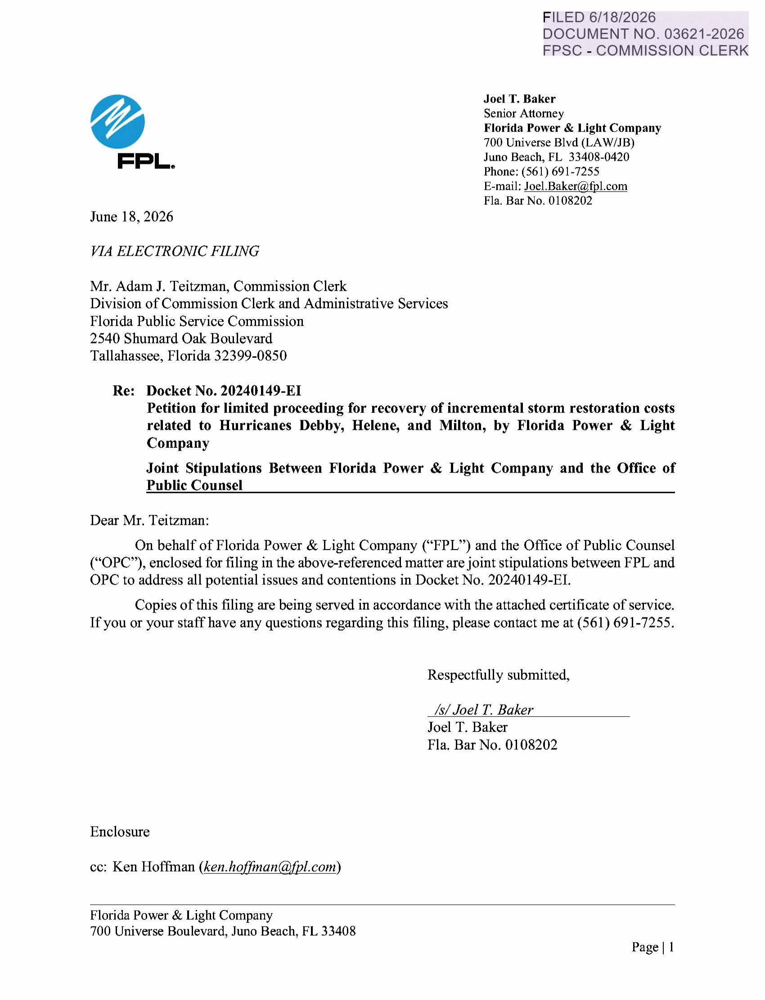 FILED 6/18/2026
DOCUMENT NO. 03621-2026
FPSC - COMMISSION CLERK
FPL.
Joel T. Baker
Senior Attorney
Florida Power & Light Company
700 Universe Blvd (LAW/JB)
Juno Beach, FL 33408-0420
Phone: (561) 691-7255
E-mail: Joel.Baker@fpl.com
Fla. Bar No. 0108202
June 18, 2026
VIA ELECTRONIC FILING
Mr. Adam J. Teitzman, Commission Clerk
Division of Commission Clerk and Administrative Services
Florida Public Service Commission
2540 Shumard Oak Boulevard
Tallahassee, Florida 32399-0850
Re: Docket No. 20240149-EI
Petition for limited proceeding for recovery of incremental storm restoration costs
related to Hurricanes Debby, Helene, and Milton, by Florida Power & Light
Company
Joint Stipulations Between Florida Power & Light Company and the Office of
Public Counsel
Dear Mr. Teitzman:
On behalf of Florida Power & Light Company (“FPL”) and the Office of Public Counsel
(“OPC”), enclosed for filing in the above-referenced matter are joint stipulations between FPL and
OPC to address all potential issues and contentions in Docket No. 20240149-EI.
Copies of this filing are being served in accordance with the attached certificate of service.
If you or your staff have any questions regarding this filing, please contact me at (561) 691-7255.
Respectfully submitted,
/s/ Joel T. Baker
Joel T. Baker
Fla. Bar No. 0108202
Enclosure
cc: Ken Hoffman (ken.hoffman@fpl.com)
Florida Power & Light Company
700 Universe Boulevard, Juno Beach, FL 33408
Page | 1